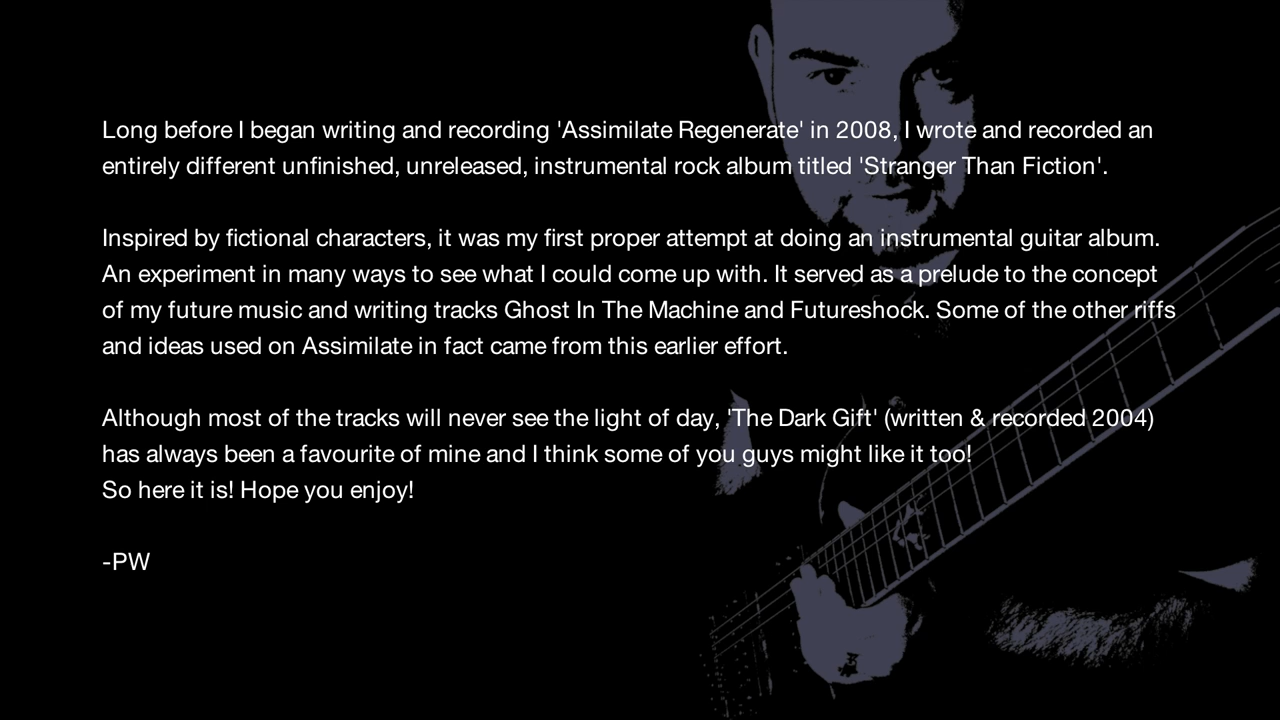 Long before I began writing and recording 'Assimilate Regenerate' in 2008, I wrote and recorded an
entirely different unfinished, unreleased, instrumental rock album titled 'Stranger Than Fiction'.
Inspired by fictional characters, it was my first proper attempt at doing an instrumental guitar album.
An experiment in many ways to see what I could come up with. It served as a prelude to the concept
of my future music and writing tracks Ghost In The Machine and Futureshock. Some of the other riffs
and ideas used on Assimilate in fact came from this earlier effort.
Although most of the tracks will never see the light of day, 'The Dark Gift' (written & recorded 2004)
has always been a favourite of mine and I think some of you guys might like it too!
So here it is! Hope you enjoy!
-PW